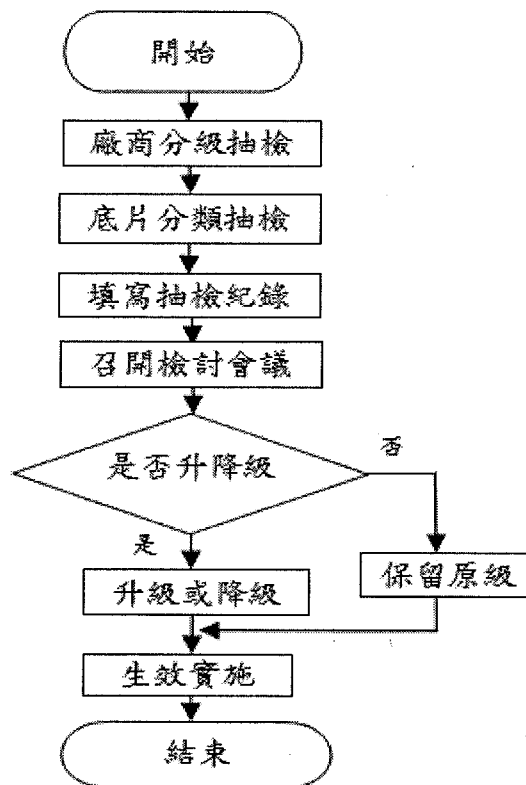 開始
廠商分級抽檢
底片分類抽檢
填寫抽檢紀錄
召開檢討會議
是否升降級
否
是
升級或降級
保留原級
生效實施
結束